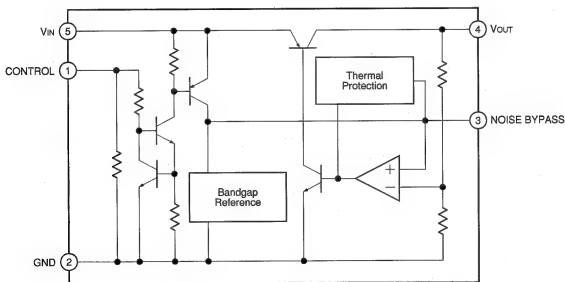 VIN 5
4 VOUT
CONTROL 1
Thermal
Protection
3 NOISE BYPASS
+
−
Bandgap
Reference
GND 2